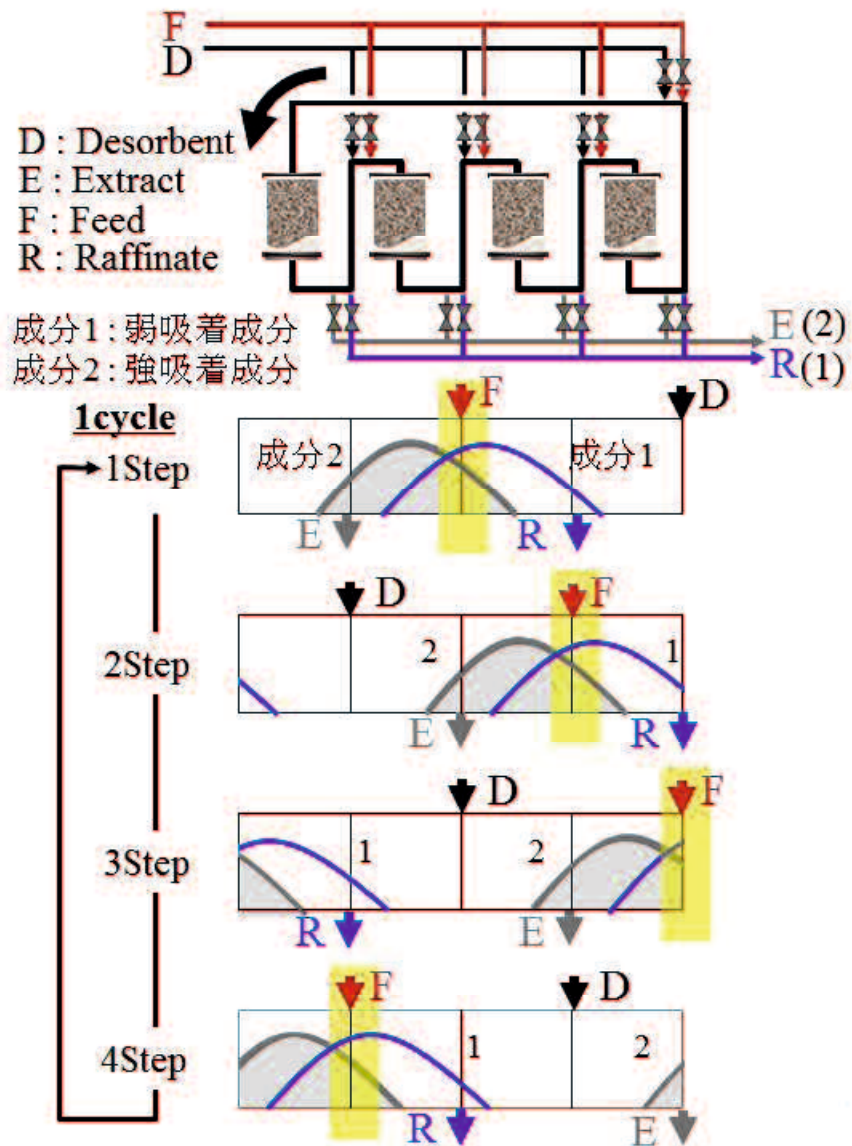 F
D
D : Desorbent
E : Extract
F : Feed
R : Raffinate
成分1 : 弱吸着成分
成分2 : 強吸着成分
E (2)
R (1)
1cycle
F
D
1Step
成分2
成分1
E
R
D
F
2Step
2
1
E
R
D
F
3Step
1
2
R
E
F
D
4Step
1
2
R
E